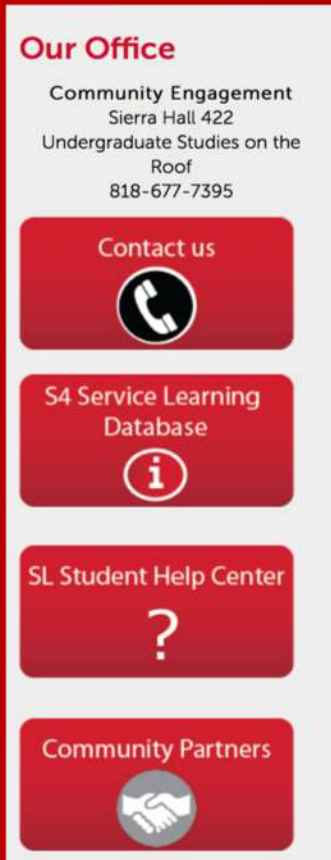 Our Office
Community Engagement
Sierra Hall 422
Undergraduate Studies on the
Roof
818-677-7395
Contact us
S4 Service Learning
Database
i
SL Student Help Center
?
Community Partners